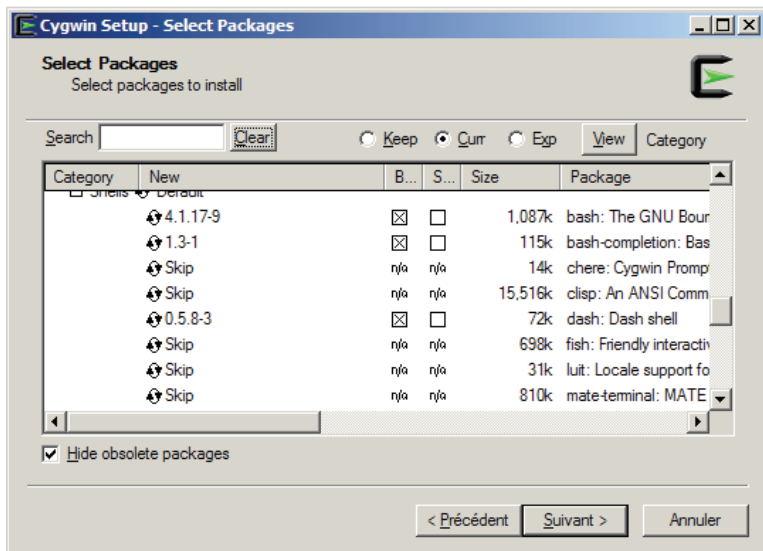 Cygwin Setup - Select Packages
Select Packages
Select packages to install
Search Clear Keep Curr Exp View Category
Category New B... S... Size Package
Shells Default
4.1.17-9 1,087k bash: The GNU Bour
1.3-1 115k bash-completion: Bas
Skip n/a n/a 14k chere: Cygwin Prompt
Skip n/a n/a 15,516k clisp: An ANSI Comm
0.5.8-3 72k dash: Dash shell
Skip n/a n/a 698k fish: Friendly interactiv
Skip n/a n/a 31k luit: Locale support fo
Skip n/a n/a 810k mate-terminal: MATE
Hide obsolete packages
< Précédent Suivant > Annuler